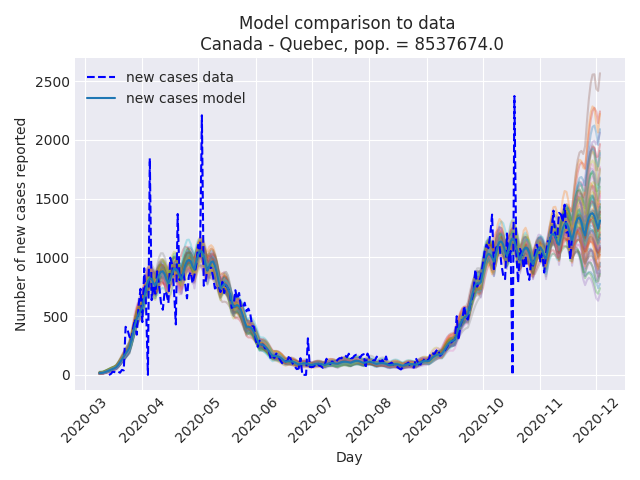 Model comparison to data
Canada - Quebec, pop. = 8537674.0
new cases data
new cases model
Number of new cases reported
2500
2000
1500
1000
500
0
2020-03
2020-04
2020-05
2020-06
2020-07
2020-08
2020-09
2020-10
2020-11
2020-12
Day